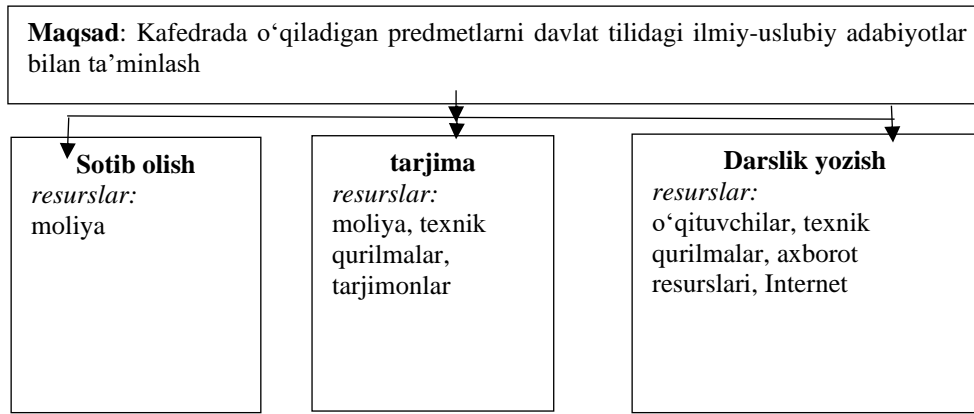 Maqsad: Kafedrada o‘qiladigan predmetlarni davlat tilidagi ilmiy-uslubiy adabiyotlar
bilan ta’minlash
Sotib olish
resurslar:
moliya
tarjima
resurslar:
moliya, texnik
qurilmalar,
tarjimonlar
Darslik yozish
resurslar:
o‘qituvchilar, texnik
qurilmalar, axborot
resurslari, Internet